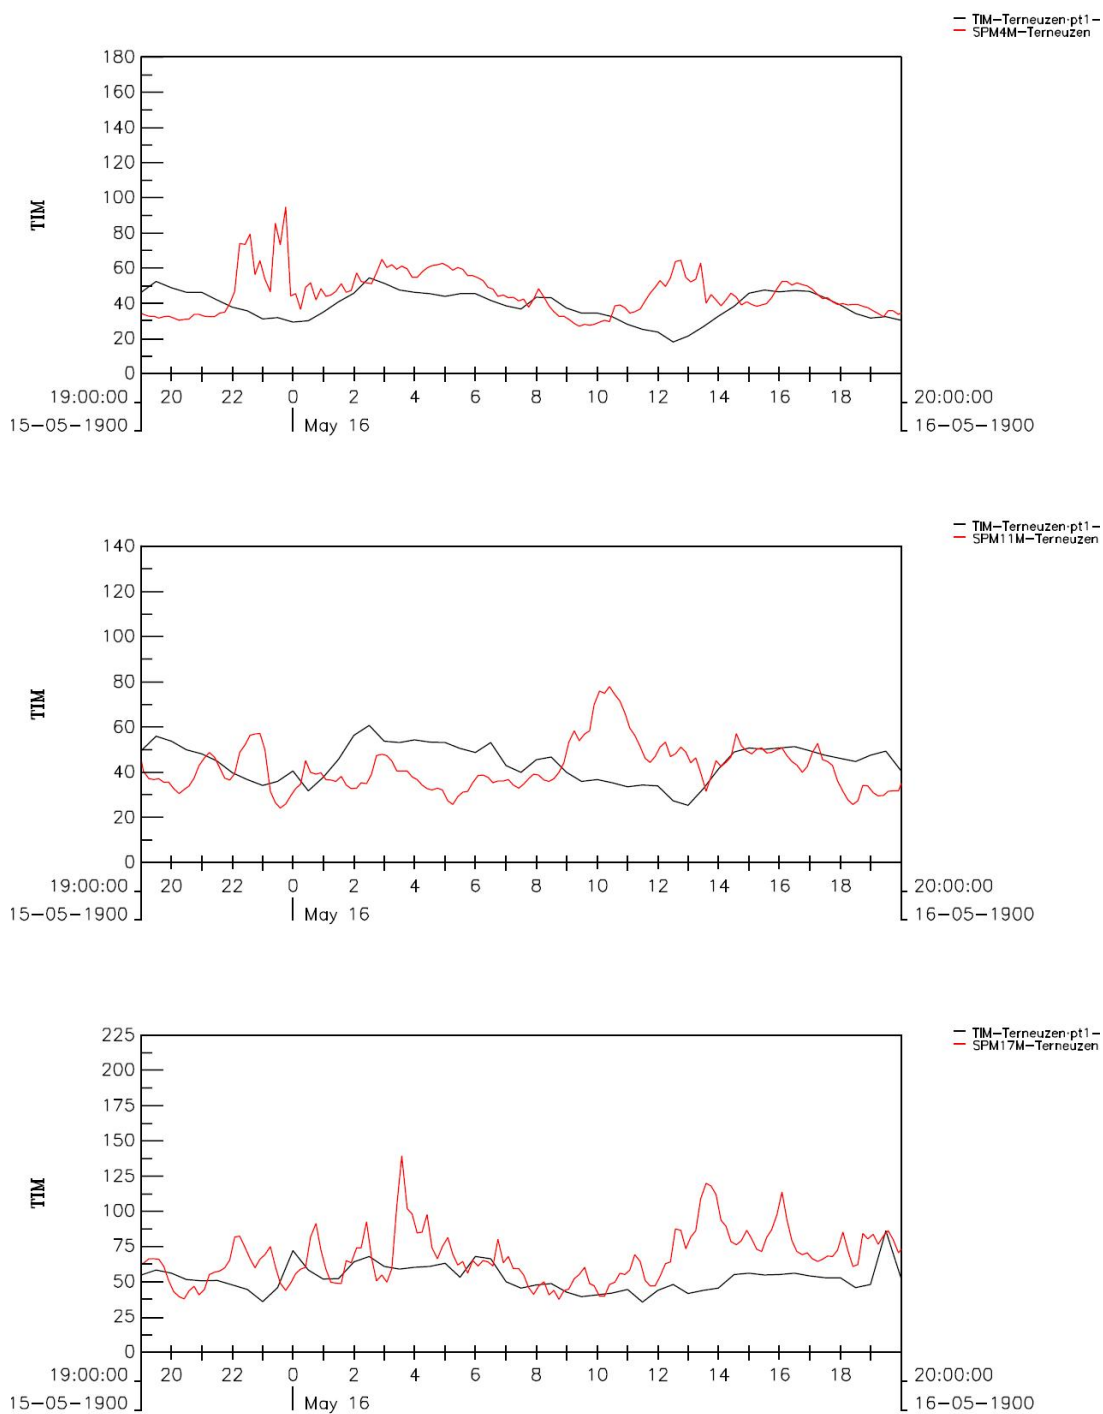 TIM–Terneuzen·pt1–
SPM4M–Terneuzen
180
160
140
120
100
80
60
40
20
0
TIM
20 22 0 2 4 6 8 10 12 14 16 18
19:00:00 20:00:00
15–05–1900 May 16 16–05–1900
TIM–Terneuzen·pt1–
SPM11M–Terneuzen
140
120
100
80
60
40
20
0
TIM
20 22 0 2 4 6 8 10 12 14 16 18
19:00:00 20:00:00
15–05–1900 May 16 16–05–1900
TIM–Terneuzen·pt1–
SPM17M–Terneuzen
225
200
175
150
125
100
75
50
25
0
TIM
20 22 0 2 4 6 8 10 12 14 16 18
19:00:00 20:00:00
15–05–1900 May 16 16–05–1900